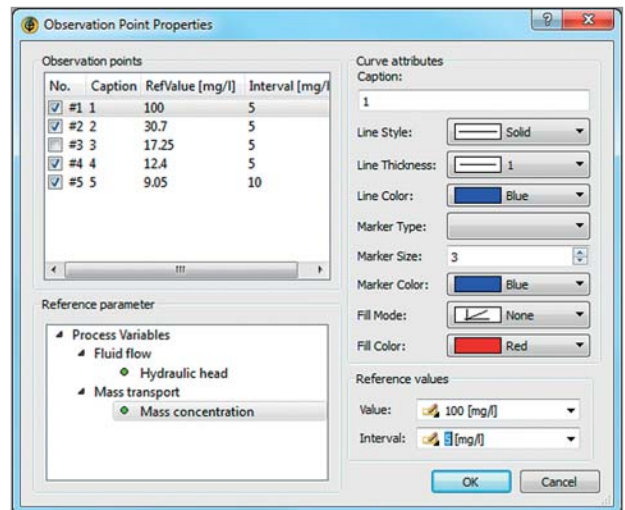 Observation Point Properties
Observation points
No. Caption RefValue [mg/l] Interval [mg/l
#1 1 100 5
#2 2 30.7 5
#3 3 17.25 5
#4 4 12.4 5
#5 5 9.05 10
Reference parameter
Process Variables
Fluid flow
Hydraulic head
Mass transport
Mass concentration
Curve attributes
Caption:
1
Line Style: Solid
Line Thickness: 1
Line Color: Blue
Marker Type:
Marker Size: 3
Marker Color: Blue
Fill Mode: None
Fill Color: Red
Reference values
Value: 100 [mg/l]
Interval: 5 [mg/l]
OK Cancel